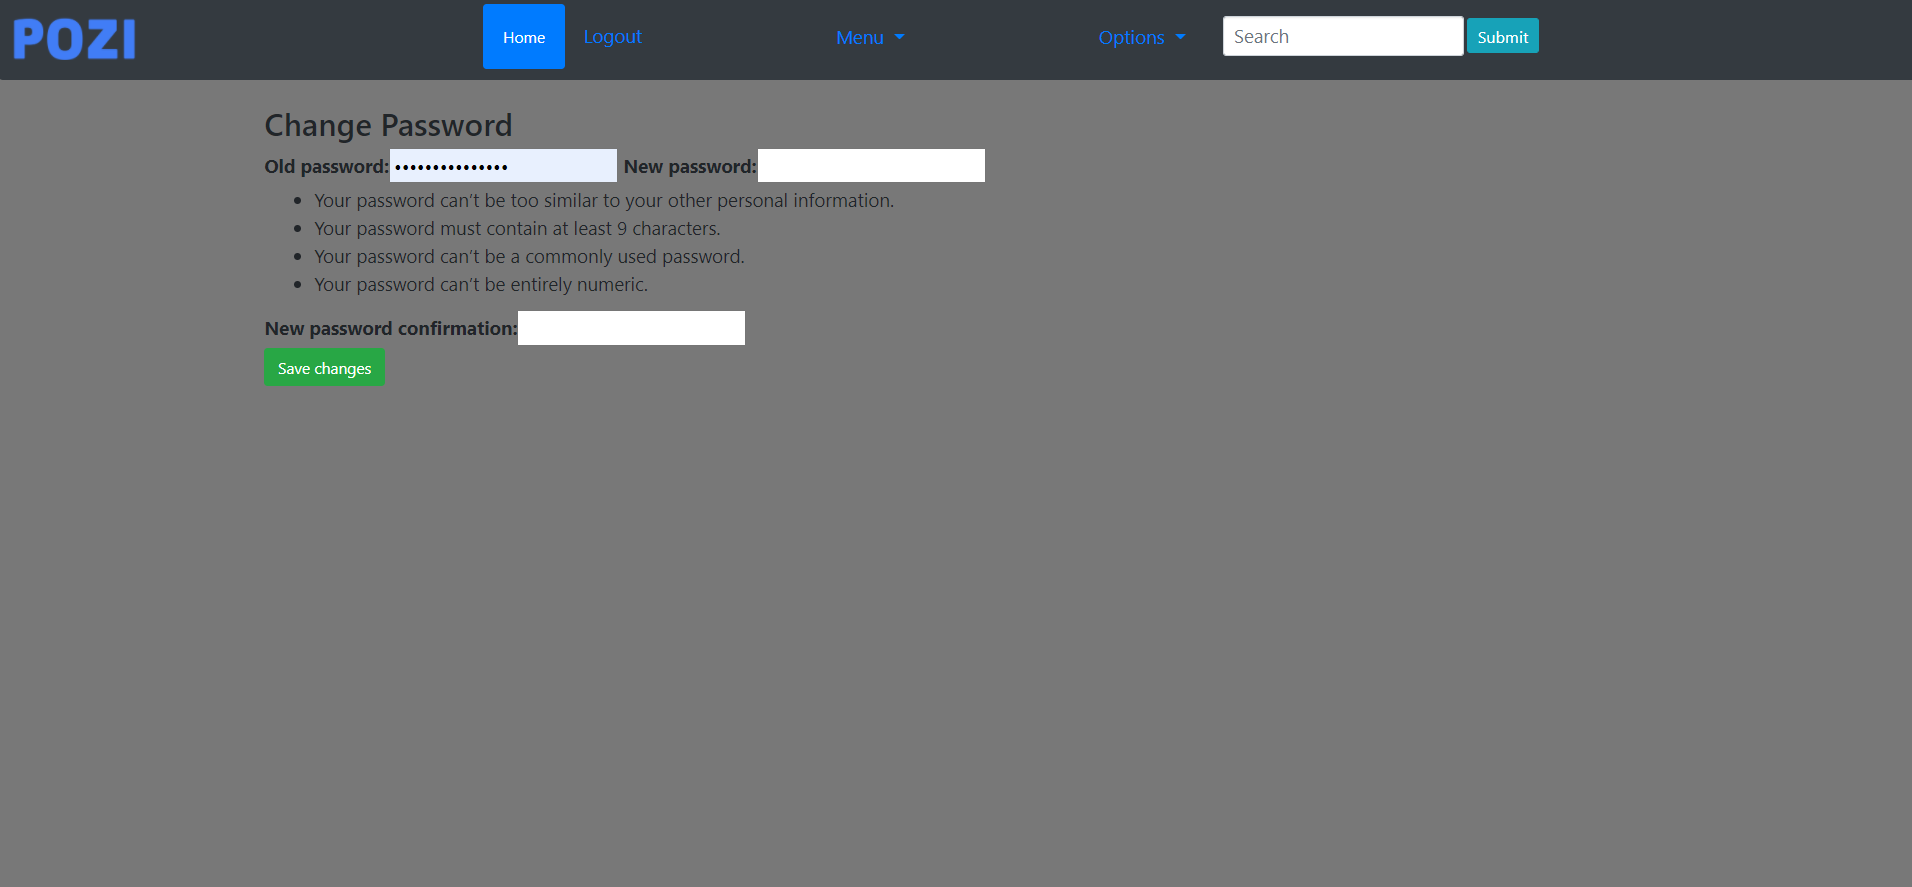 POZI
Home Logout Menu Options Search Submit
Change Password
Old password: ••••••••••••••• New password:
• Your password can’t be too similar to your other personal information.
• Your password must contain at least 9 characters.
• Your password can’t be a commonly used password.
• Your password can’t be entirely numeric.
New password confirmation:
Save changes